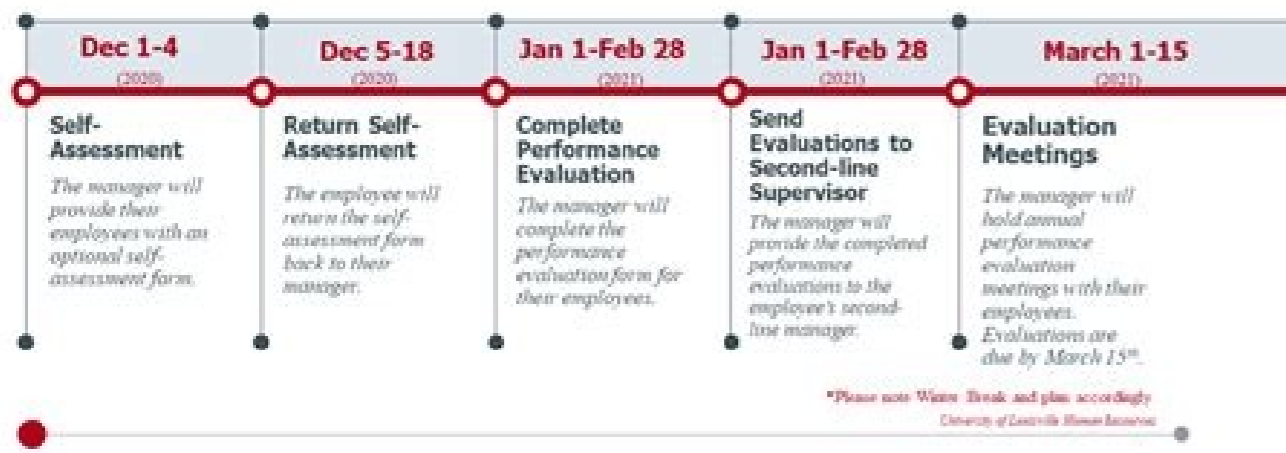 Dec 1-4
(2020)
Self-
Assessment
The manager will
provide their
employees with an
optional self-
assessment form.
Dec 5-18
(2020)
Return Self-
Assessment
The employee will
return the self-
assessment form
back to their
manager.
Jan 1-Feb 28
(2021)
Complete
Performance
Evaluation
The manager will
complete the
performance
evaluation form for
their employees.
Jan 1-Feb 28
(2021)
Send
Evaluations to
Second-line
Supervisor
The manager will
provide the completed
performance
evaluations to the
employee's second-
line manager.
March 1-15
(2021)
Evaluation
Meetings
The manager will
hold annual
performance
evaluation
meetings with their
employees.
Evaluations are
due by March 15th.
*Please note Winter Break and plan accordingly
University of Louisville Human Resources